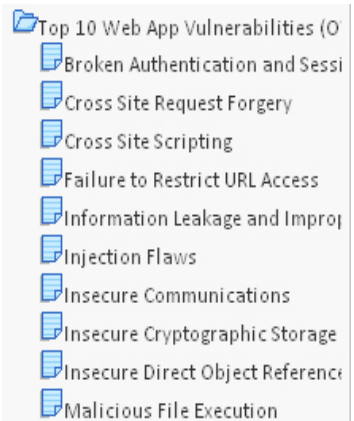 Top 10 Web App Vulnerabilities (O
Broken Authentication and Sessi
Cross Site Request Forgery
Cross Site Scripting
Failure to Restrict URL Access
Information Leakage and Improp
Injection Flaws
Insecure Communications
Insecure Cryptographic Storage
Insecure Direct Object Reference
Malicious File Execution